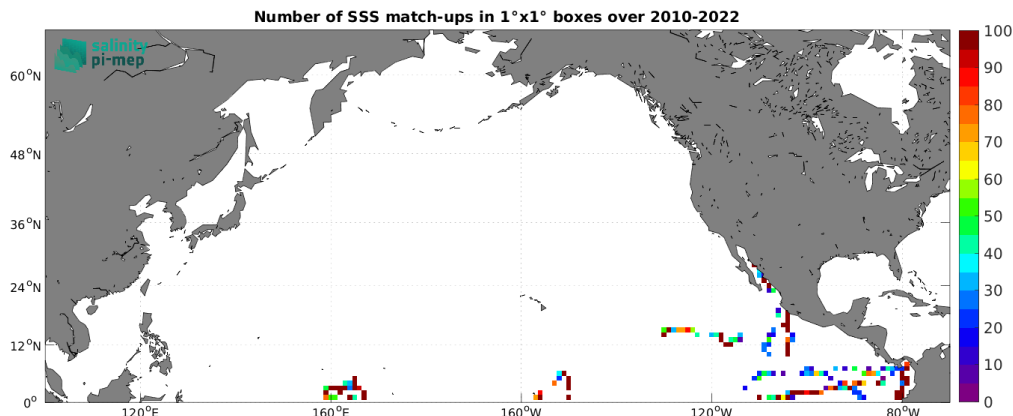 Number of SSS match-ups in 1°x1° boxes over 2010-2022
salinity
pi-mep
60°N
48°N
36°N
24°N
12°N
0°
120°E
160°E
160°W
120°W
80°W
100
90
80
70
60
50
40
30
20
10
0